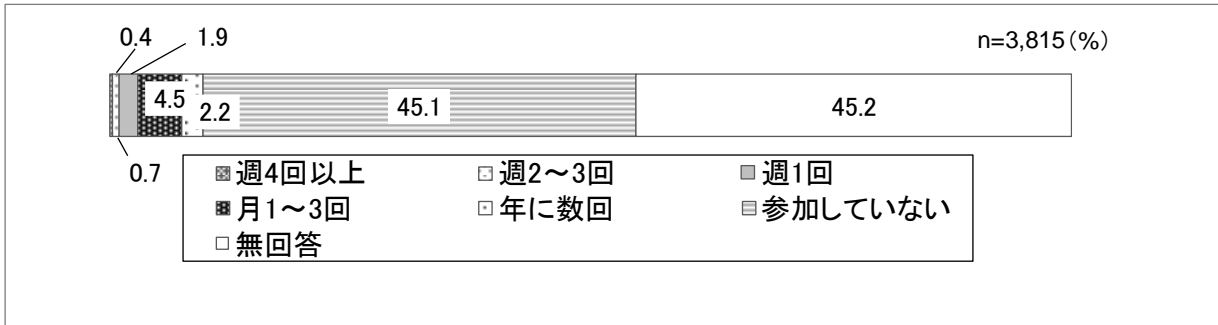 0.4 1.9 n=3,815(%)
4.5 2.2 45.1 45.2
0.7
週4回以上 週2~3回 週1回
月1~3回 年に数回 参加していない
無回答